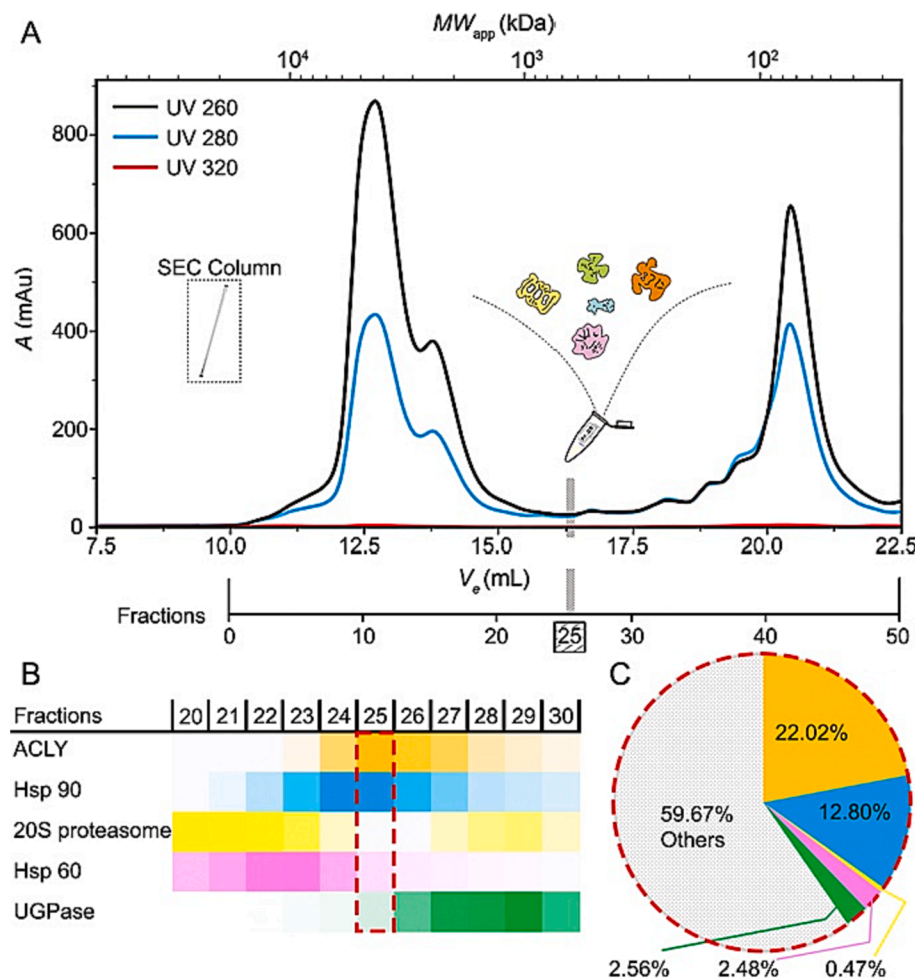 A
MWapp (kDa)
10⁴ 10³ 10²
UV 260
UV 280
UV 320
800
600
400
200
0
A (mAu)
SEC Column
7.5 10.0 12.5 15.0 17.5 20.0 22.5
Ve (mL)
Fractions
0 10 20 25 30 40 50
B
Fractions 20 21 22 23 24 25 26 27 28 29 30
ACLY
Hsp 90
20S proteasome
Hsp 60
UGPase
C
22.02%
12.80%
59.67%
Others
2.56% 2.48% 0.47%